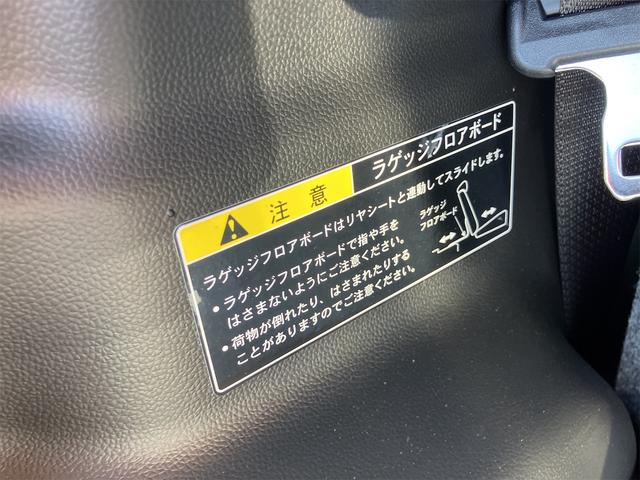 注意
ラゲッジフロアボード
ラゲッジフロアボードはリヤシートと連動してスライドします。
・ラゲッジフロアボードで指や手を
はさまないようにご注意ください。
・荷物が倒れたり、はさまれたりする
ことがありますのでご注意ください。
ラゲッジ
フロアボード